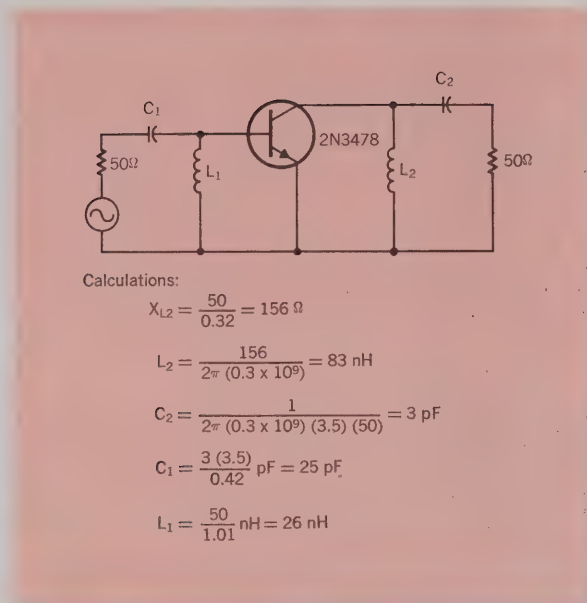 C₂
C₁
2N3478
50Ω
L₁
L₂
50Ω
Calculations:
X_L2 = 50 / 0.32 = 156 Ω
L₂ = 156 / 2π (0.3 x 10⁹) = 83 nH
C₂ = 1 / 2π (0.3 x 10⁹) (3.5) (50) = 3 pF
C₁ = 3 (3.5) / 0.42 pF = 25 pF
L₁ = 50 / 1.01 nH = 26 nH